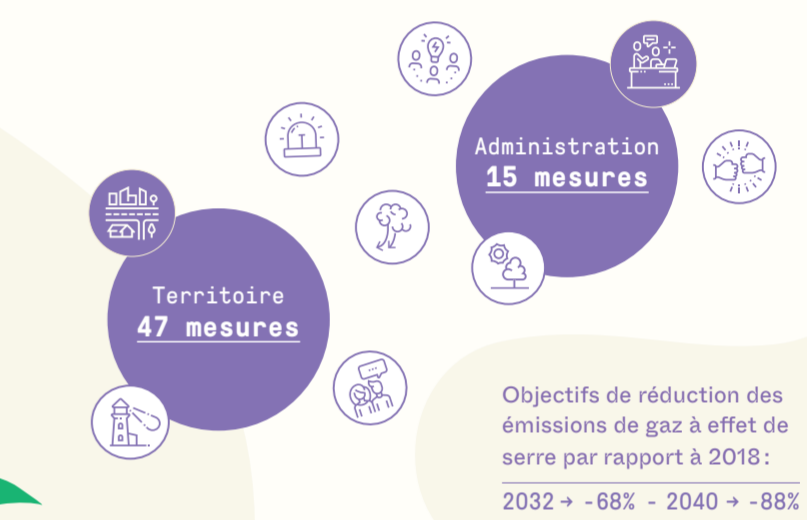 Administration
15 mesures
Territoire
47 mesures
Objectifs de réduction des
émissions de gaz à effet de
serre par rapport à 2018 :
2032 → -68% - 2040 → -88%